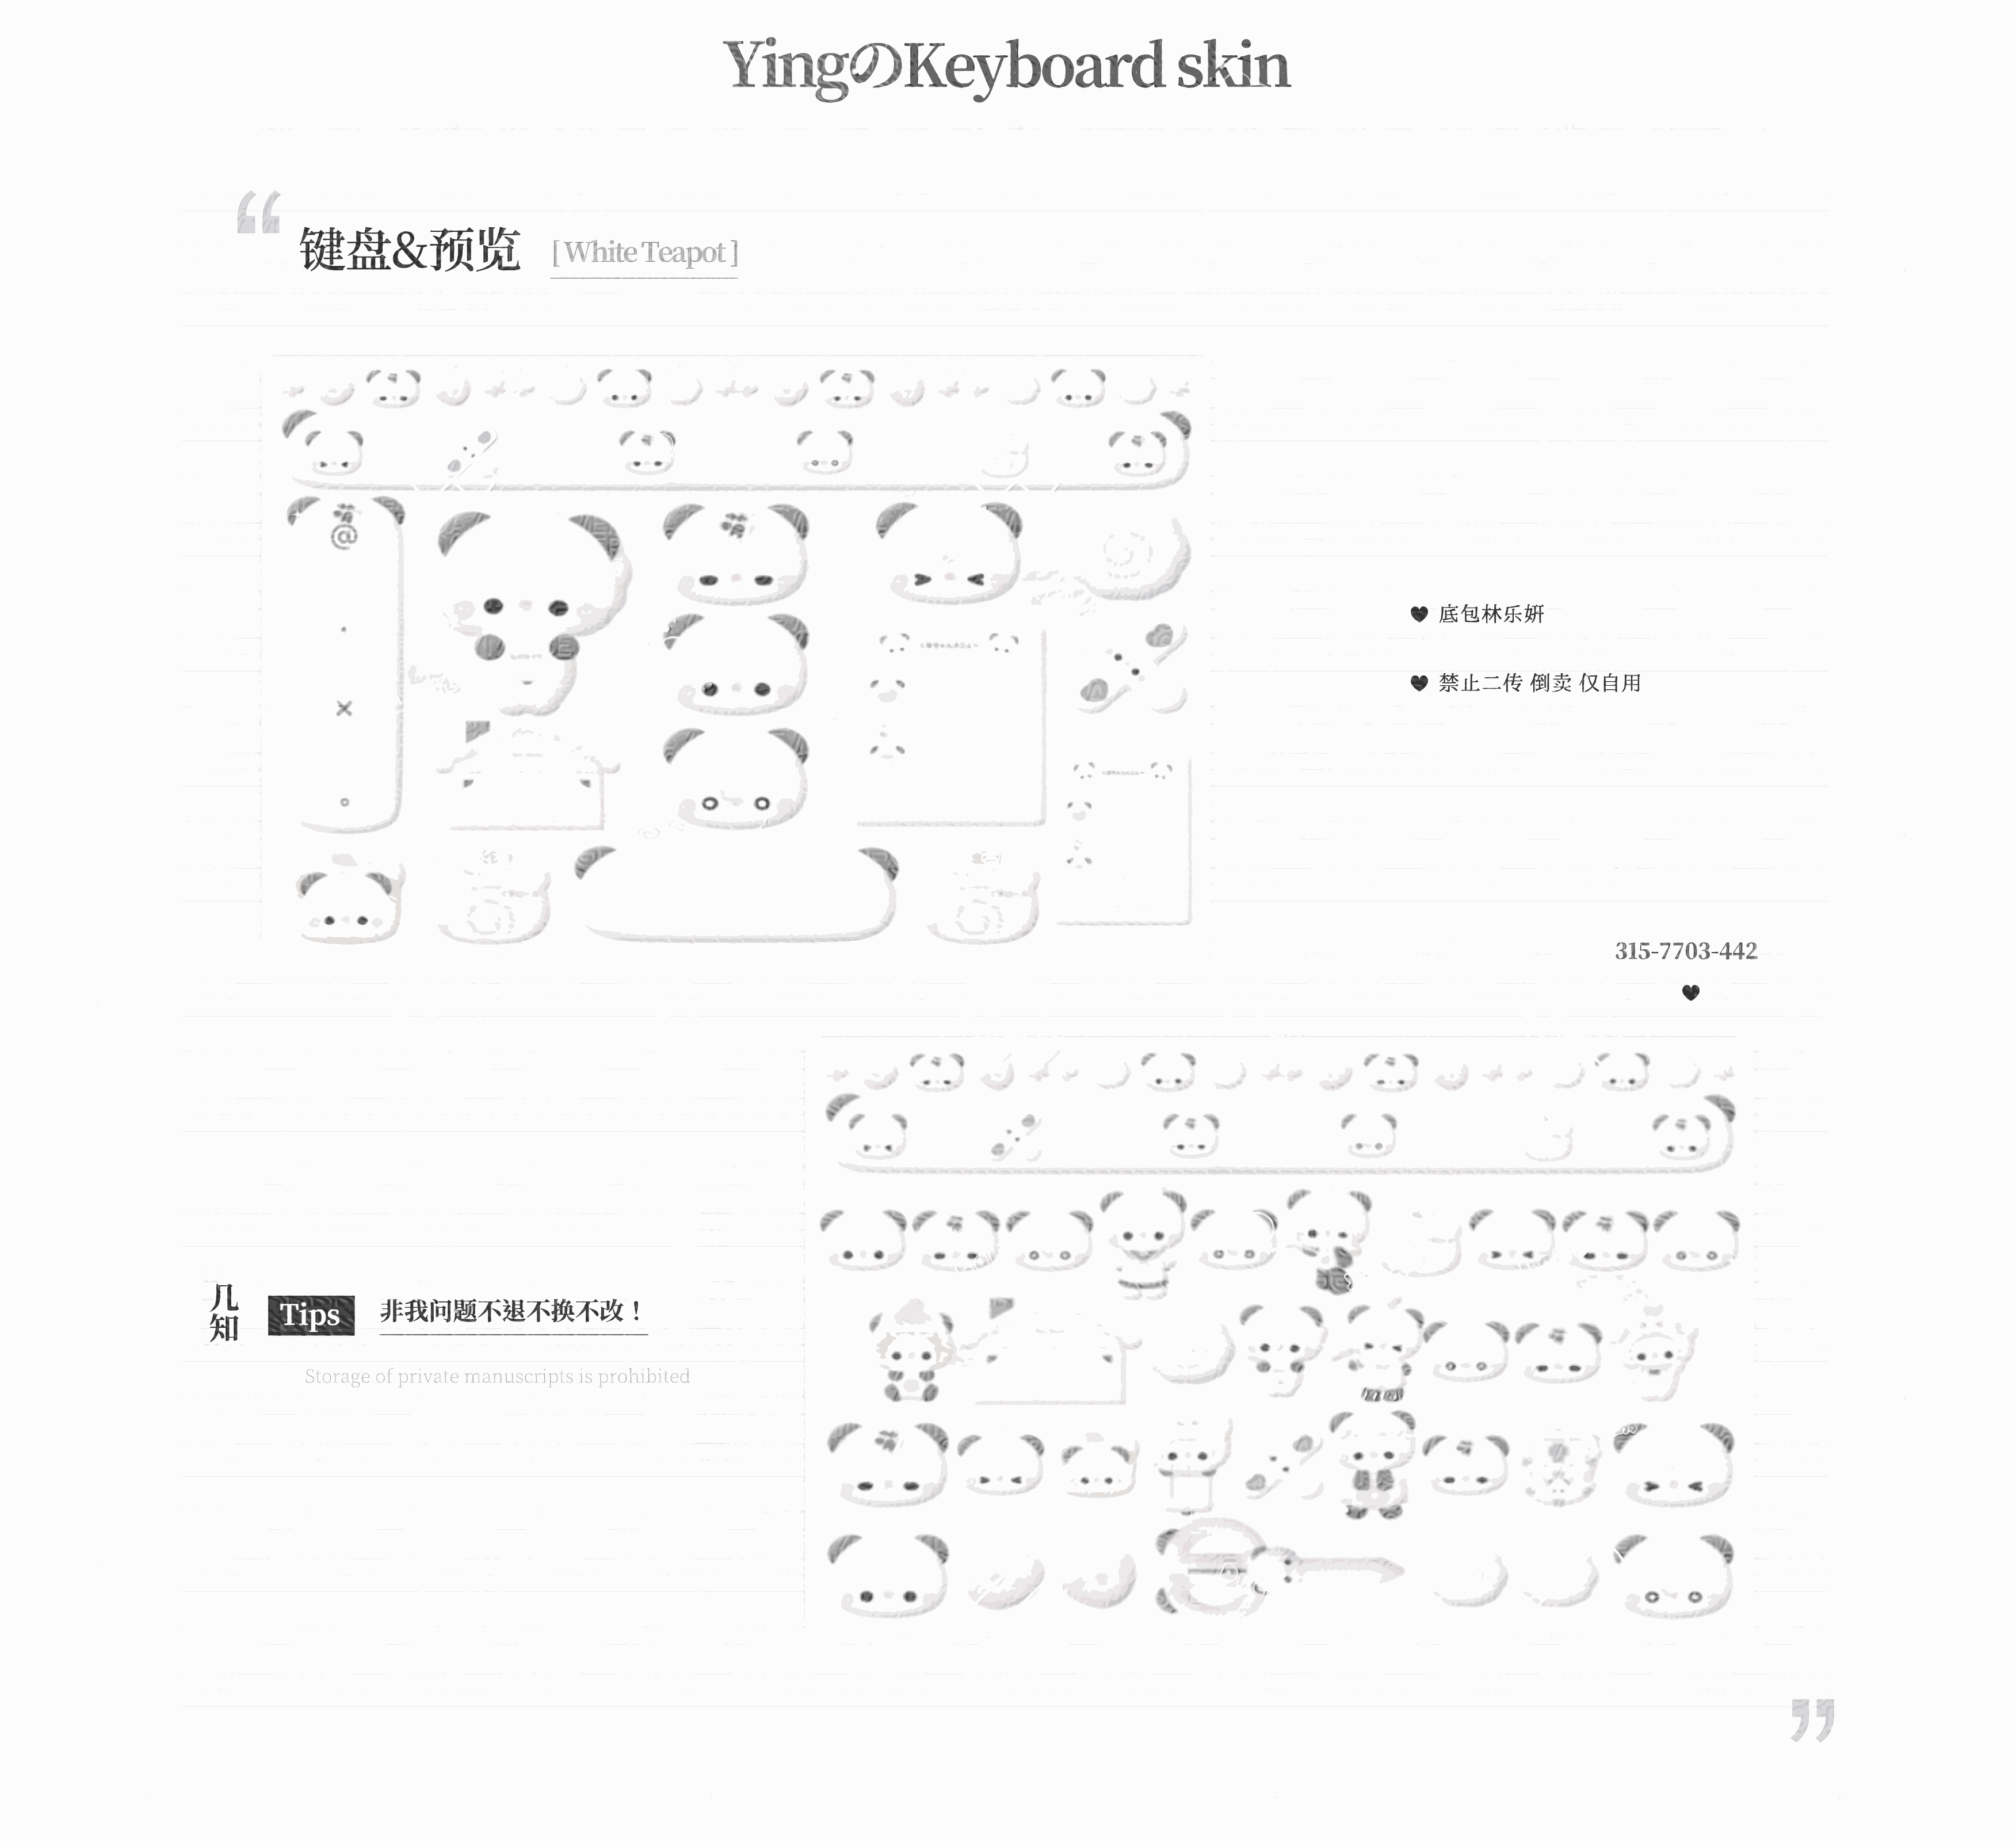 YingのKeyboard skin
键盘&预览 [ White Teapot ]
@
♥ 底包林乐妍
♥ 禁止二传 倒卖 仅自用
315-7703-442
♥
几知
Tips 非我问题不退不换不改！
Storage of private manuscripts is prohibited